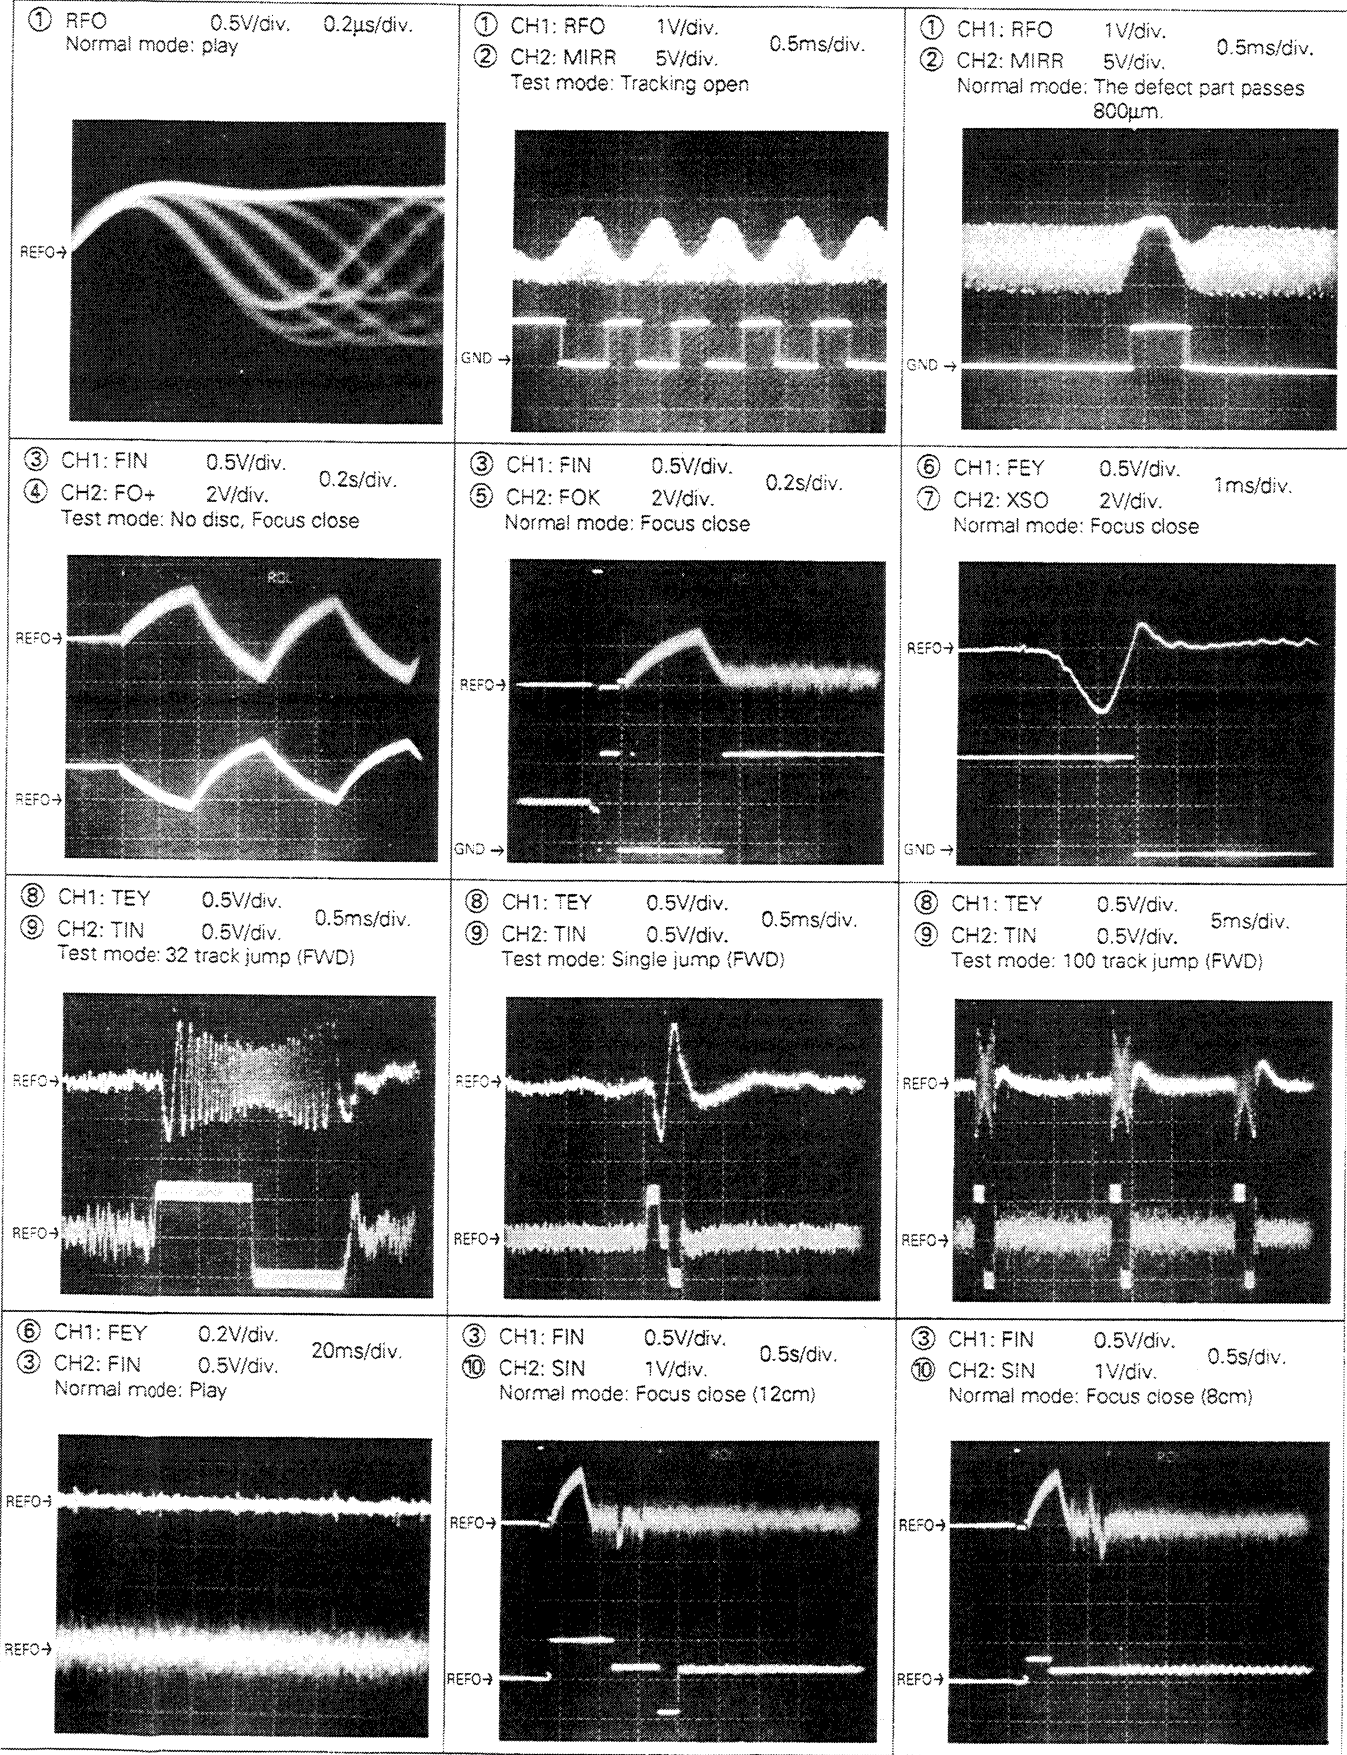 ① RFO 0.5V/div. 0.2µs/div.
Normal mode: play
REFO→
① CH1: RFO 1V/div. 0.5ms/div.
② CH2: MIRR 5V/div.
Test mode: Tracking open
GND →
① CH1: RFO 1V/div. 0.5ms/div.
② CH2: MIRR 5V/div.
Normal mode: The defect part passes
800µm.
GND →
③ CH1: FIN 0.5V/div. 0.2s/div.
④ CH2: FO+ 2V/div.
Test mode: No disc, Focus close
REFO→
REFO→
③ CH1: FIN 0.5V/div. 0.2s/div.
⑤ CH2: FOK 2V/div.
Normal mode: Focus close
REFO→
GND →
⑥ CH1: FEY 0.5V/div. 1ms/div.
⑦ CH2: XSO 2V/div.
Normal mode: Focus close
REFO→
GND →
⑧ CH1: TEY 0.5V/div. 0.5ms/div.
⑨ CH2: TIN 0.5V/div.
Test mode: 32 track jump (FWD)
REFO→
REFO→
⑧ CH1: TEY 0.5V/div. 0.5ms/div.
⑨ CH2: TIN 0.5V/div.
Test mode: Single jump (FWD)
REFO→
REFO→
⑧ CH1: TEY 0.5V/div. 5ms/div.
⑨ CH2: TIN 0.5V/div.
Test mode: 100 track jump (FWD)
REFO→
REFO→
⑥ CH1: FEY 0.2V/div. 20ms/div.
③ CH2: FIN 0.5V/div.
Normal mode: Play
REFO→
REFO→
③ CH1: FIN 0.5V/div. 0.5s/div.
⑩ CH2: SIN 1V/div.
Normal mode: Focus close (12cm)
REFO→
REFO→
③ CH1: FIN 0.5V/div. 0.5s/div.
⑩ CH2: SIN 1V/div.
Normal mode: Focus close (8cm)
REFO→
REFO→